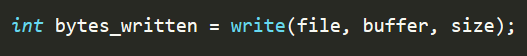 int bytes_written = write(file, buffer, size);